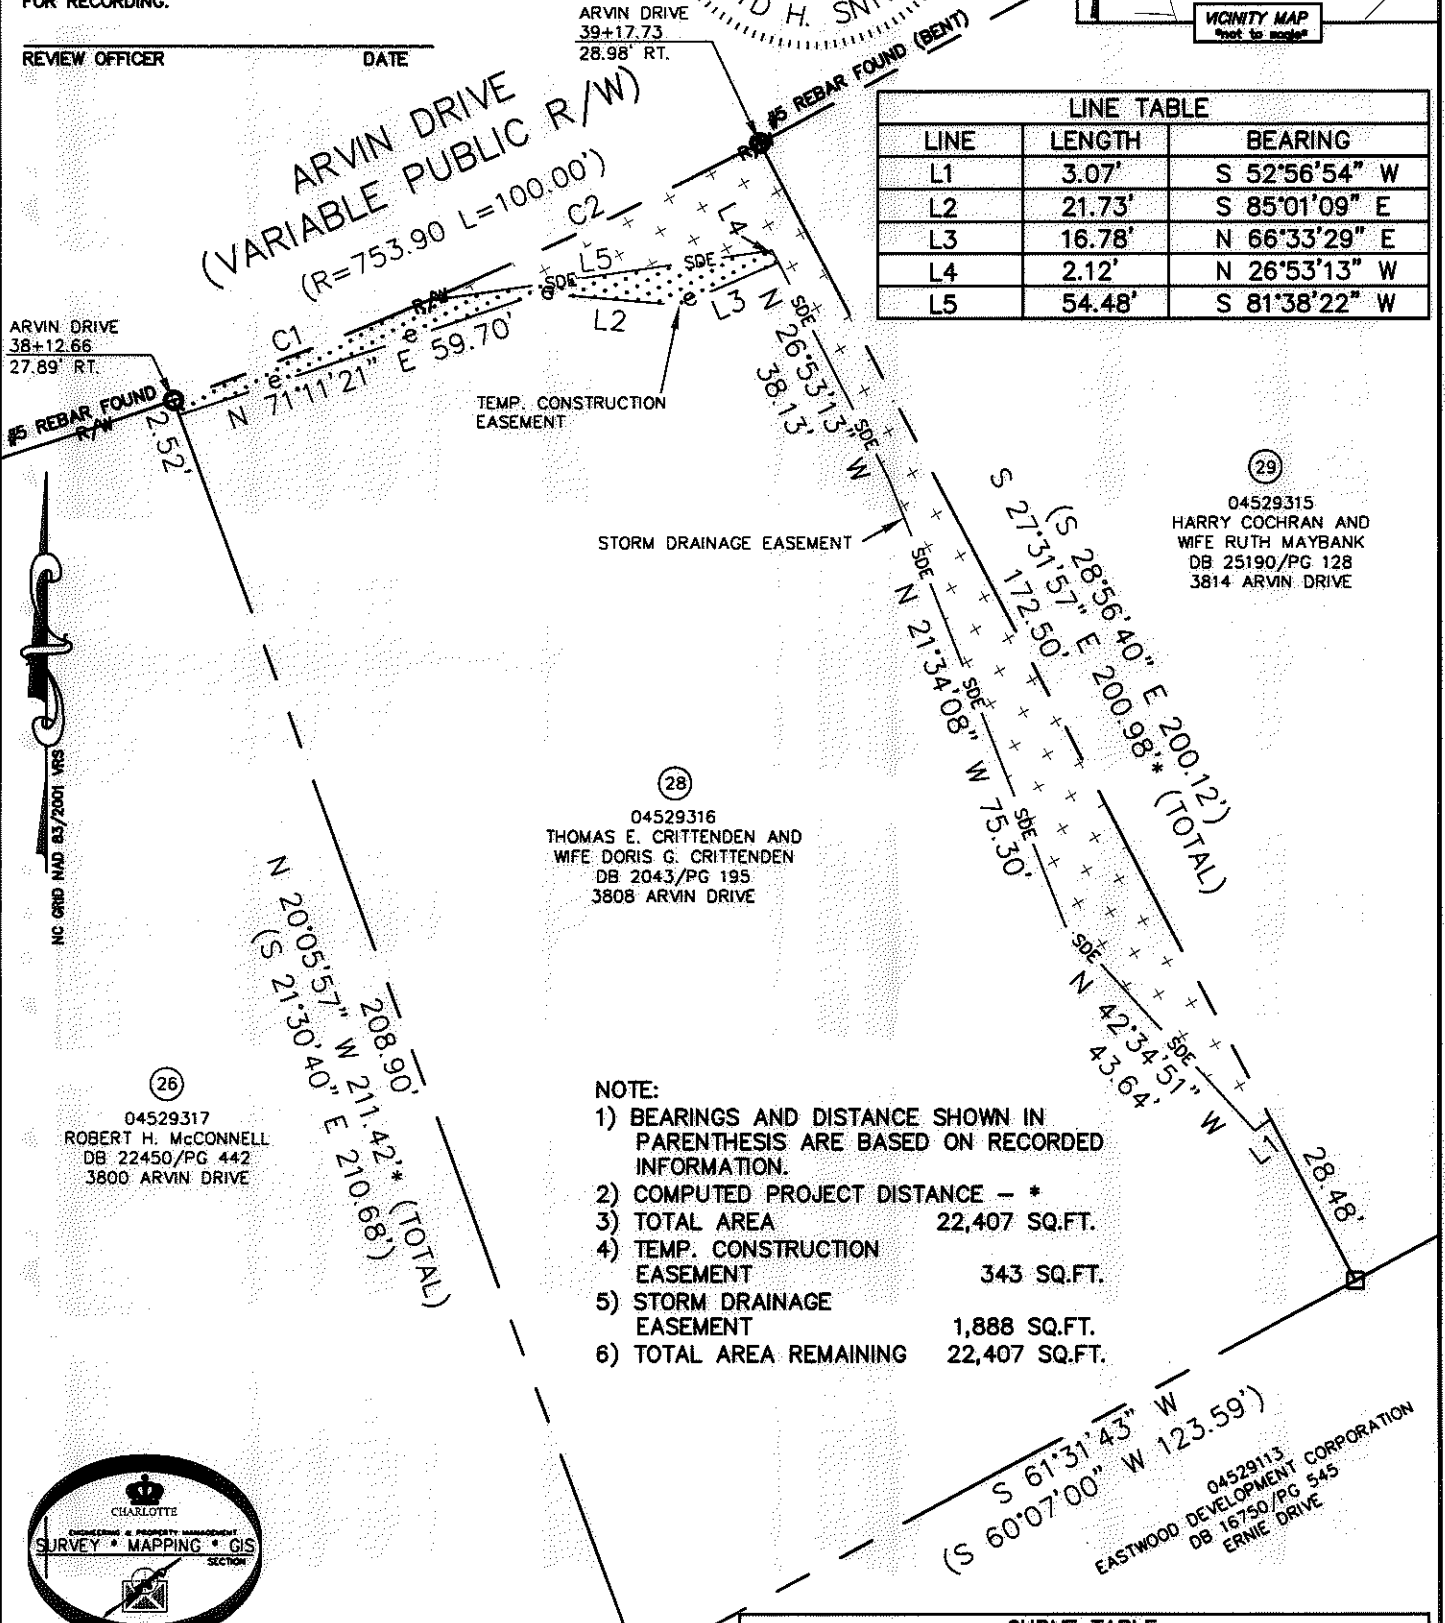 FOR RECORDING.
REVIEW OFFICER DATE
ARVIN DRIVE
39+17.73
28.98' RT.
D H. SN
VICINITY MAP
*not to scale*
#5 REBAR FOUND (BENT)
R/W
LINE TABLE
LINE LENGTH BEARING
L1 3.07' S 52°56'54" W
L2 21.73' S 85°01'09" E
L3 16.78' N 66°33'29" E
L4 2.12' N 26°53'13" W
L5 54.48' S 81°38'22" W
ARVIN DRIVE
(VARIABLE PUBLIC R/W)
(R=753.90 L=100.00')
C2
L4
L5
SDE
SDE
R/W
e
e
e
e
L2
L3
C1
ARVIN DRIVE
38+12.66
27.89' RT.
#5 REBAR FOUND
R/W
2.52'
N 71°11'21" E 59.70'
TEMP. CONSTRUCTION
EASEMENT
N 26°53'13" W
38.13'
SDE
SDE
STORM DRAINAGE EASEMENT
SDE
N 21°34'08" W 75.30'
SDE
SDE
SDE
N 42°34'51" W
43.64'
SDE
L1
28.48'
(S 28°56'40" E 200.12')
S 27°31'57" E 200.98'* (TOTAL)
172.50'
29
04529315
HARRY COCHRAN AND
WIFE RUTH MAYBANK
DB 25190/PG 128
3814 ARVIN DRIVE
NC GRID NAD 83/2001 VRS
28
04529316
THOMAS E. CRITTENDEN AND
WIFE DORIS G. CRITTENDEN
DB 2043/PG 195
3808 ARVIN DRIVE
208.90'
N 20°05'57" W 211.42'* (TOTAL)
(S 21°30'40" E 210.68')
26
04529317
ROBERT H. McCONNELL
DB 22450/PG 442
3800 ARVIN DRIVE
NOTE:
1) BEARINGS AND DISTANCE SHOWN IN
PARENTHESIS ARE BASED ON RECORDED
INFORMATION.
2) COMPUTED PROJECT DISTANCE – *
3) TOTAL AREA 22,407 SQ.FT.
4) TEMP. CONSTRUCTION
EASEMENT 343 SQ.FT.
5) STORM DRAINAGE
EASEMENT 1,888 SQ.FT.
6) TOTAL AREA REMAINING 22,407 SQ.FT.
S 61°31'43" W
(S 60°07'00" W 123.59')
04529113
EASTWOOD DEVELOPMENT CORPORATION
DB 16750/PG 545
ERNIE DRIVE
CHARLOTTE
ENGINEERING & PROPERTY MANAGEMENT
SURVEY * MAPPING * GIS
SECTION